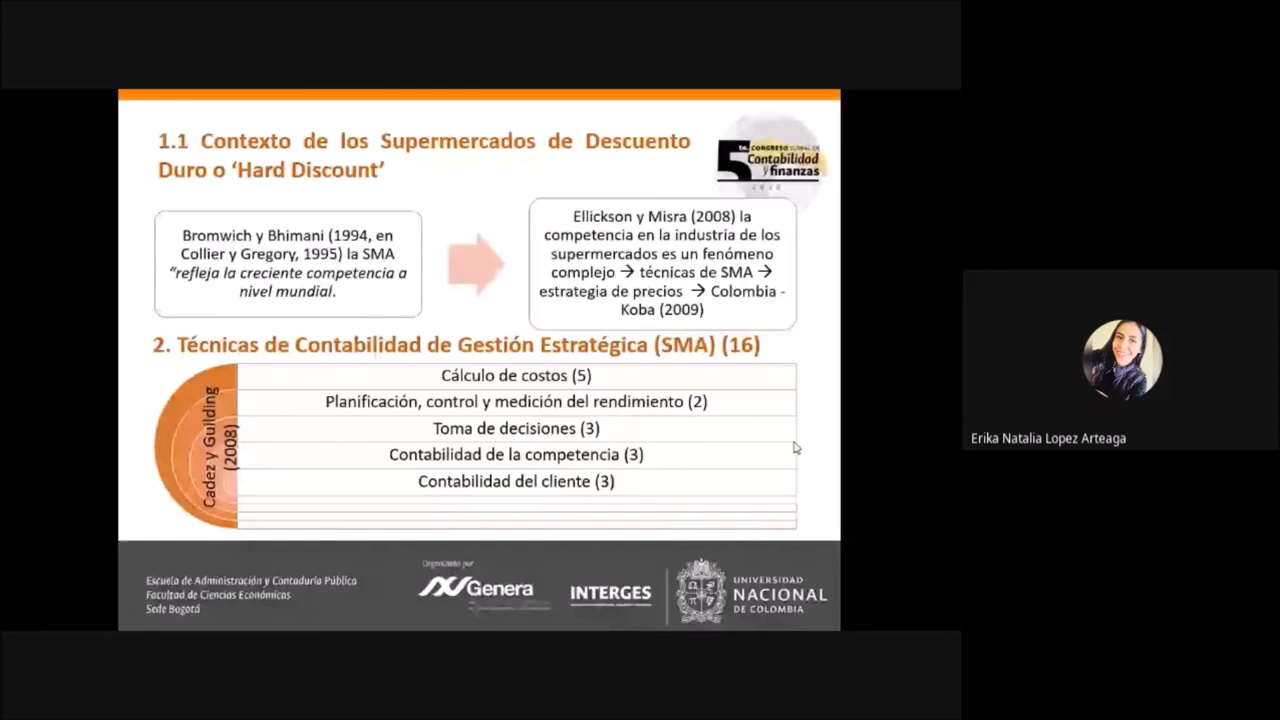 1.1 Contexto de los Supermercados de Descuento
Duro o ‘Hard Discount’
5to. CONGRESO GLOBAL DE
Contabilidad
y finanzas
Bromwich y Bhimani (1994, en
Collier y Gregory, 1995) la SMA
“refleja la creciente competencia a
nivel mundial.
Ellickson y Misra (2008) la
competencia en la industria de los
supermercados es un fenómeno
complejo → técnicas de SMA →
estrategia de precios → Colombia -
Koba (2009)
2. Técnicas de Contabilidad de Gestión Estratégica (SMA) (16)
Cadez y Guilding
(2008)
Cálculo de costos (5)
Planificación, control y medición del rendimiento (2)
Toma de decisiones (3)
Contabilidad de la competencia (3)
Contabilidad del cliente (3)
Erika Natalia Lopez Arteaga
Escuela de Administración y Contaduría Pública
Facultad de Ciencias Económicas
Sede Bogotá
Organizado por
Genera
INTERGES
UNIVERSIDAD
NACIONAL
DE COLOMBIA